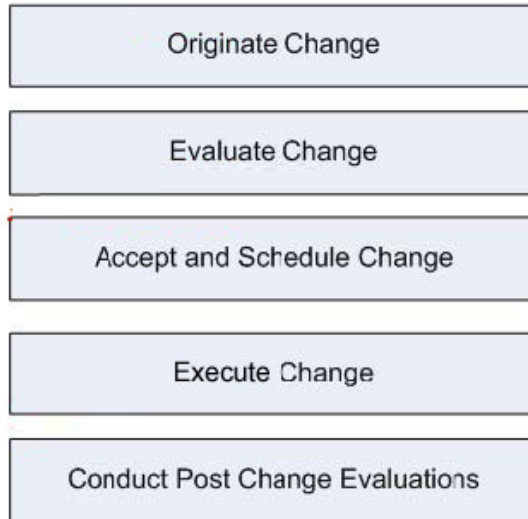 Originate Change
Evaluate Change
Accept and Schedule Change
Execute Change
Conduct Post Change Evaluations